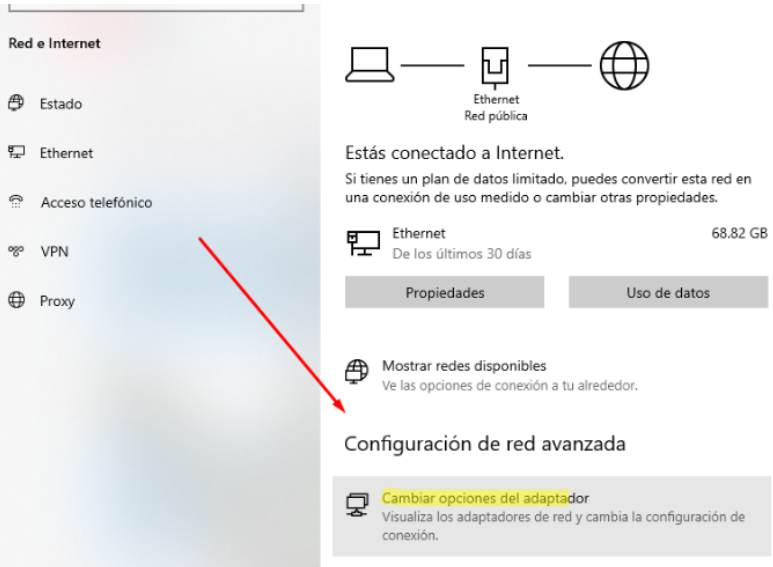 Red e Internet
Estado
Ethernet
Acceso telefónico
VPN
Proxy
Ethernet
Red pública
Estás conectado a Internet.
Si tienes un plan de datos limitado, puedes convertir esta red en
una conexión de uso medido o cambiar otras propiedades.
Ethernet
68.82 GB
De los últimos 30 días
Propiedades
Uso de datos
Mostrar redes disponibles
Ve las opciones de conexión a tu alrededor.
Configuración de red avanzada
Cambiar opciones del adaptador
Visualiza los adaptadores de red y cambia la configuración de
conexión.